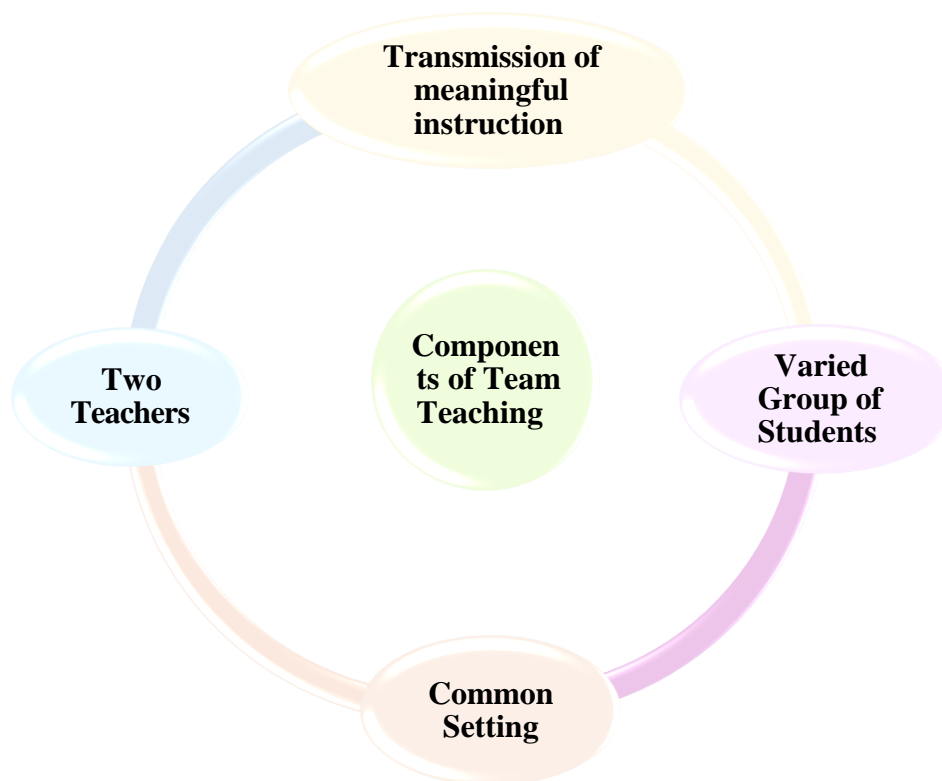 Transmission of
meaningful
instruction
Two
Teachers
Componen
ts of Team
Teaching
Varied
Group of
Students
Common
Setting